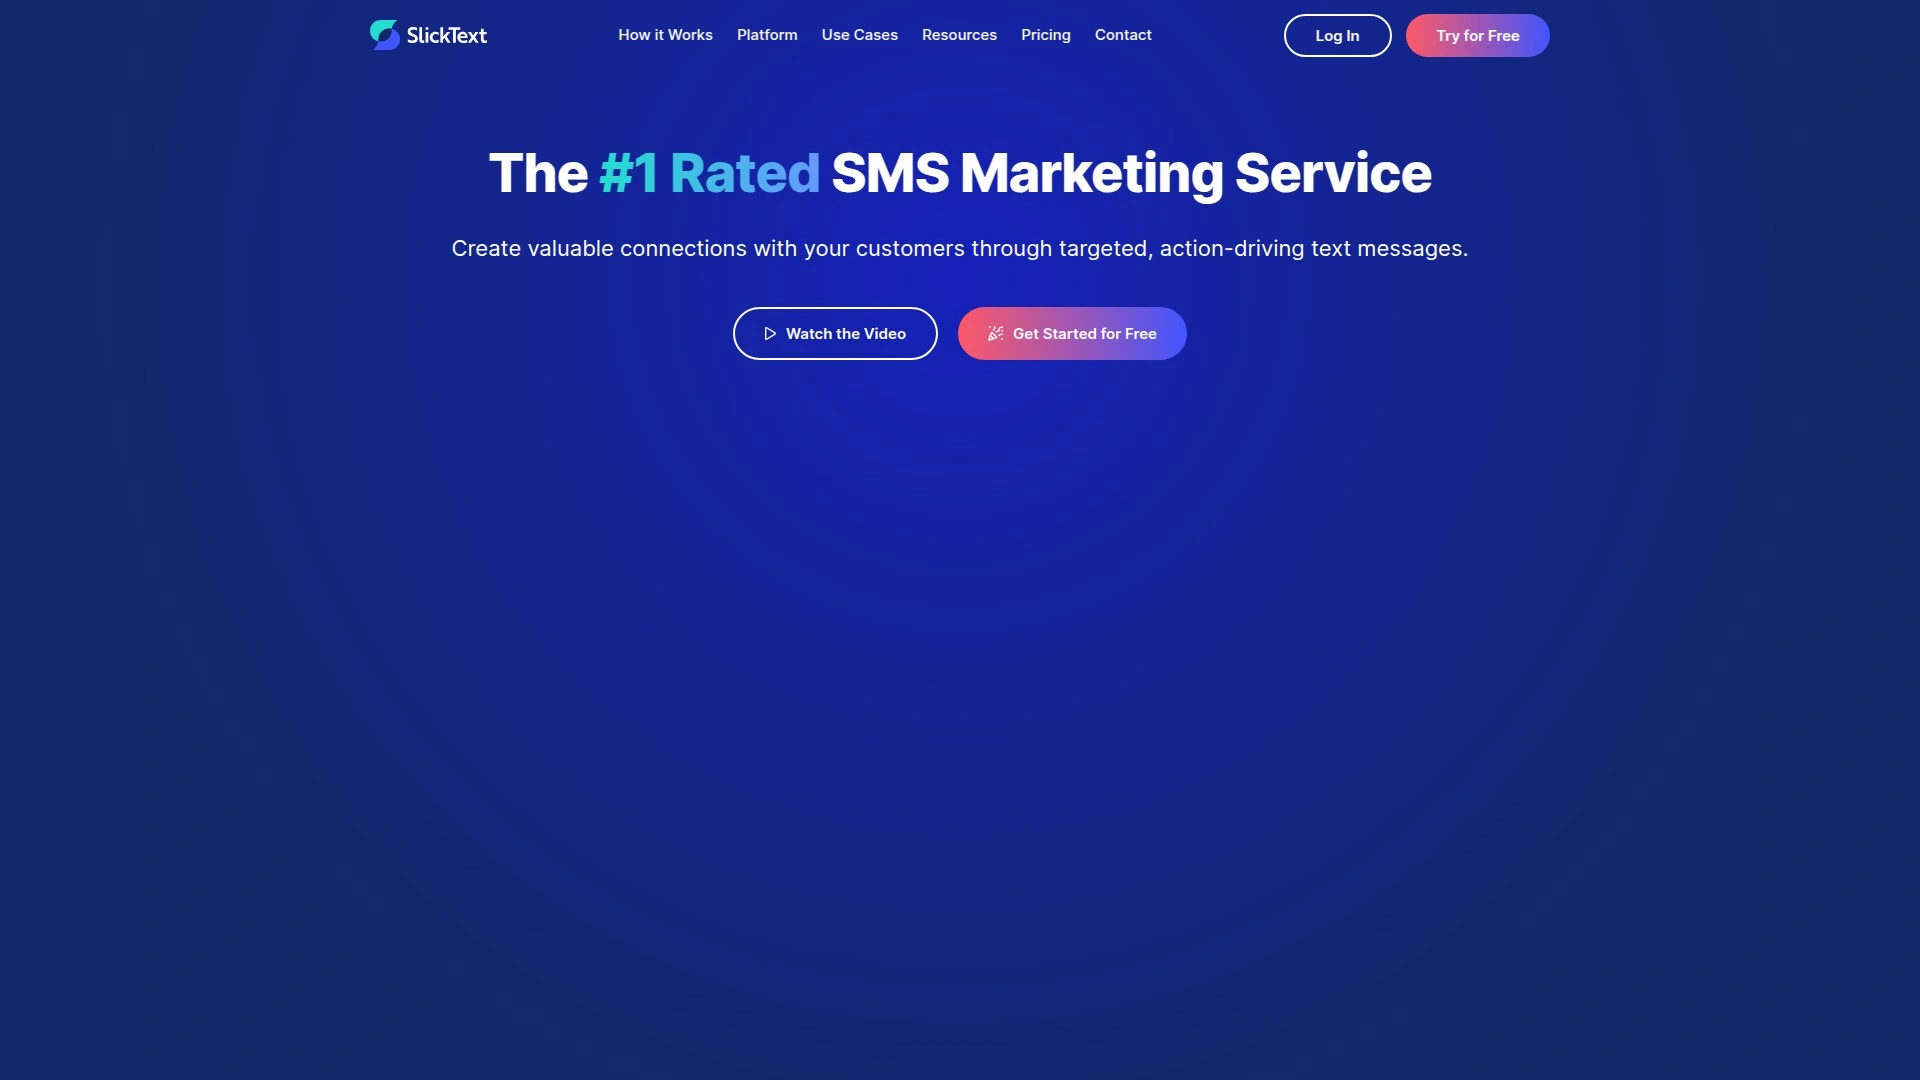 SlickText
How it Works
Platform
Use Cases
Resources
Pricing
Contact
Log In
Try for Free
The #1 Rated SMS Marketing Service
Create valuable connections with your customers through targeted, action-driving text messages.
Watch the Video
Get Started for Free